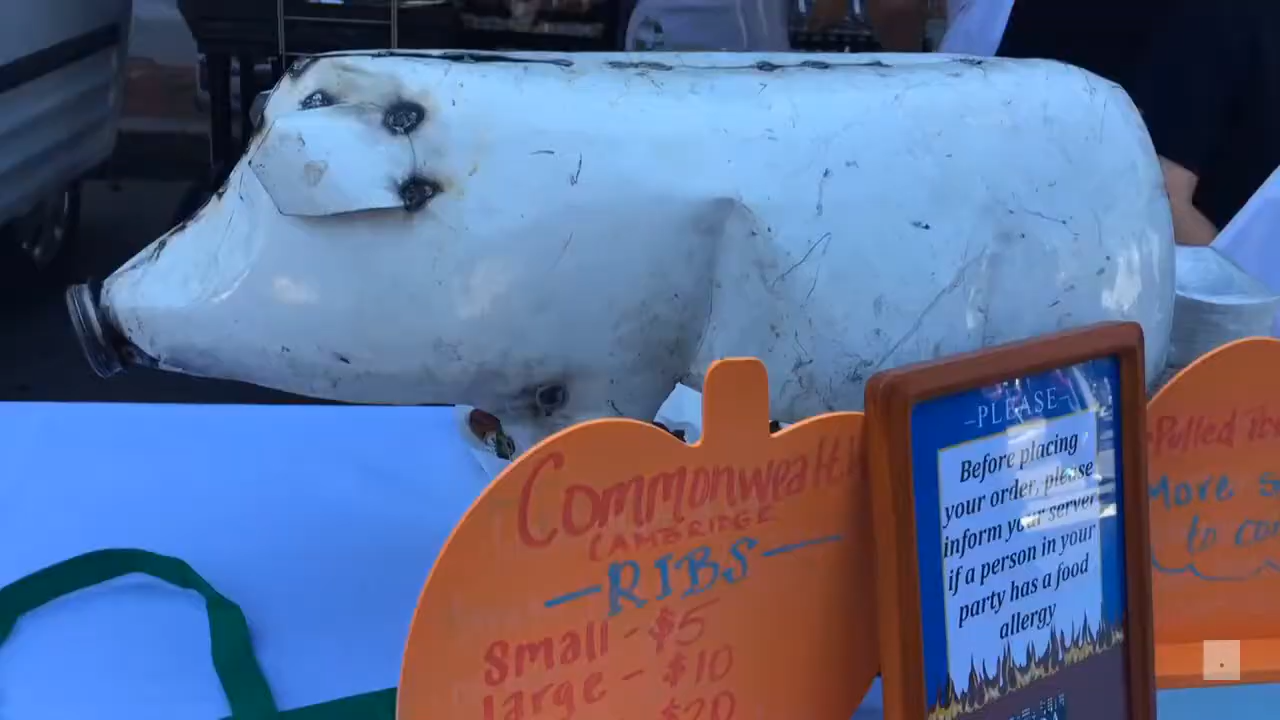 Commonwealth
CAMBRIDGE
-RIBS-
Small - $5
large - $10
$20
-PLEASE-
Before placing
your order, please
inform your server
if a person in your
party has a food
allergy
Pulled
More
to